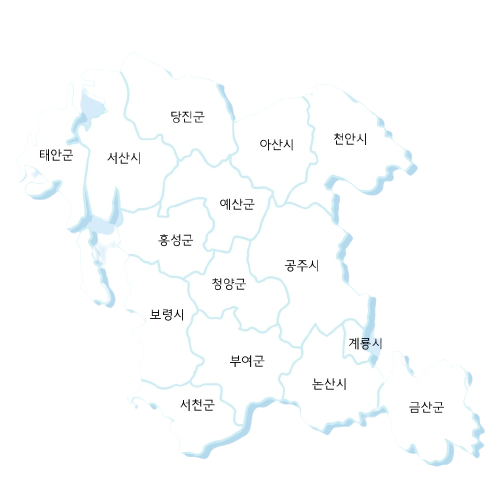 당진군
천안시
아산시
태안군
서산시
예산군
홍성군
공주시
청양군
보령시
계룡시
부여군
논산시
서천군
금산군